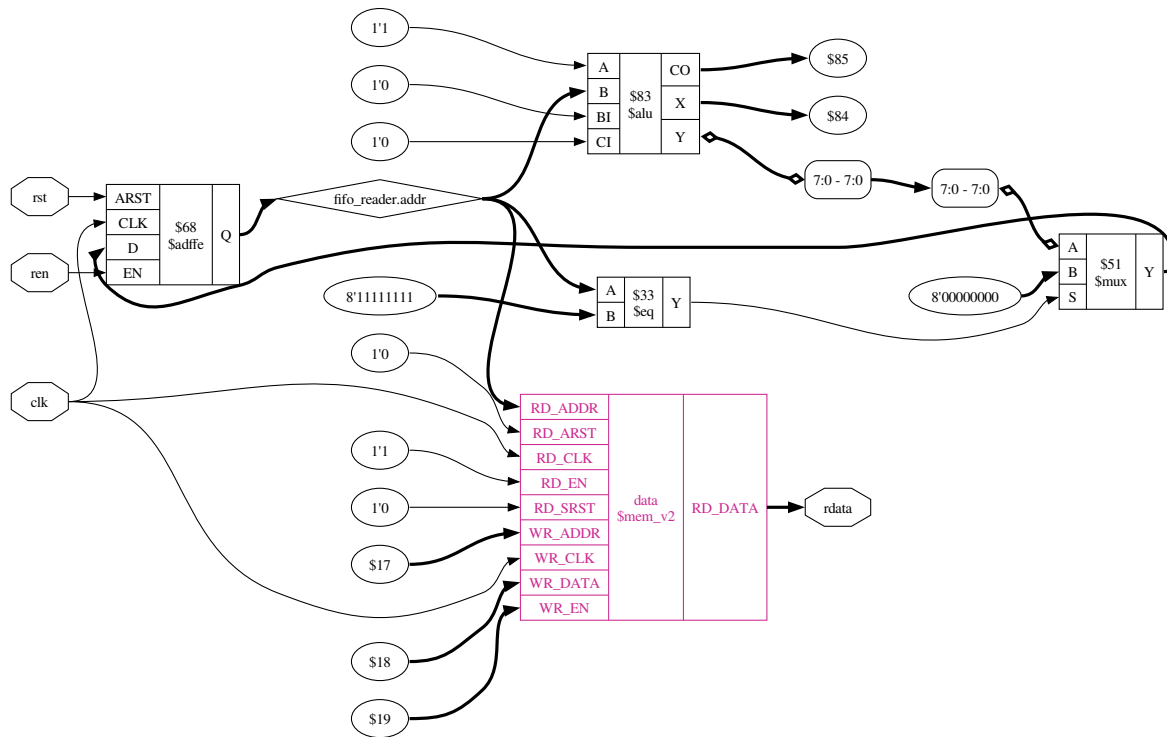 1'1
1'0
1'0
A
B
BI
CI
$83
$alu
CO
X
Y
$85
$84
7:0 - 7:0
7:0 - 7:0
rst
ren
clk
ARST
CLK
D
EN
$68
$adffe
Q
fifo_reader.addr
8'11111111
A
B
$33
$eq
Y
8'00000000
A
B
S
$51
$mux
Y
1'0
1'1
1'0
$17
$18
$19
RD_ADDR
RD_ARST
RD_CLK
RD_EN
RD_SRST
WR_ADDR
WR_CLK
WR_DATA
WR_EN
data
$mem_v2
RD_DATA
rdata